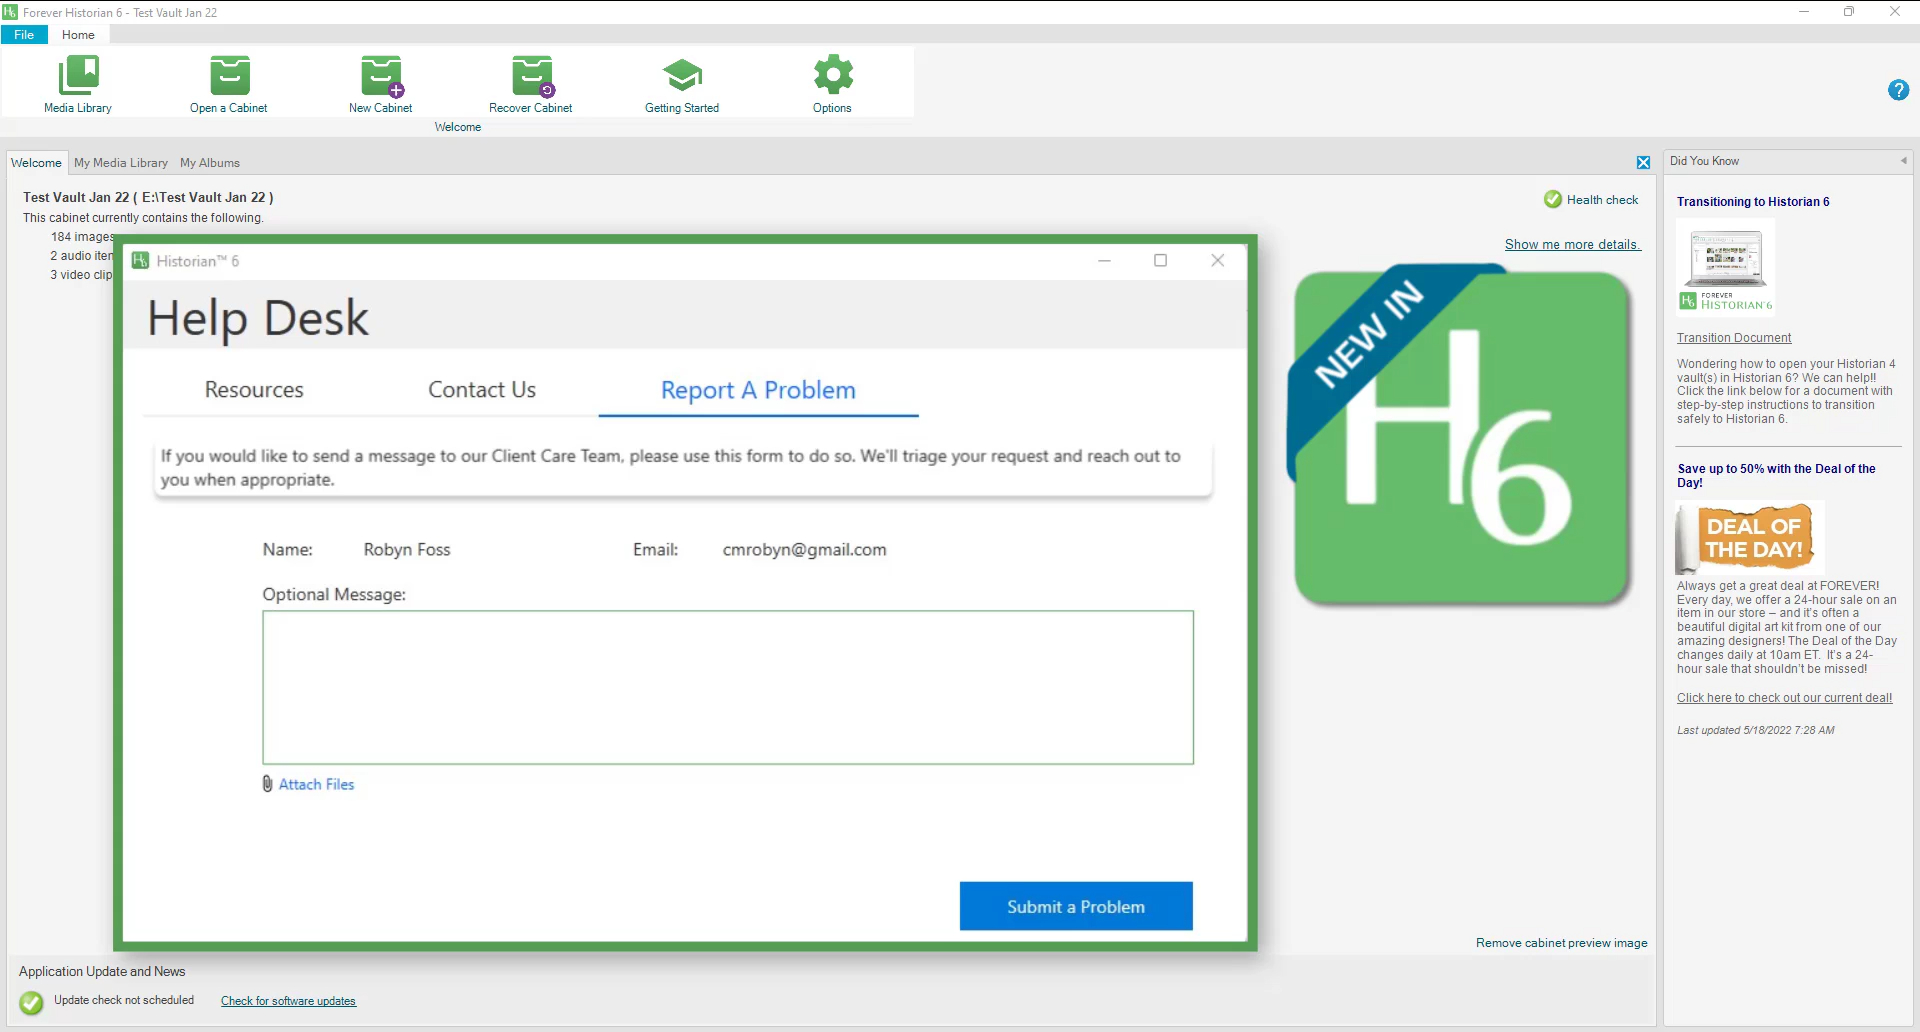 Forever Historian 6 - Test Vault Jan 22
File Home
Media Library Open a Cabinet New Cabinet Recover Cabinet Getting Started Options
Welcome
Welcome My Media Library My Albums
Test Vault Jan 22 ( E:\Test Vault Jan 22 )
This cabinet currently contains the following.
184 images
2 audio iten
3 video clip
Health check
Show me more details.
Historian™ 6
Help Desk
Resources Contact Us Report A Problem
If you would like to send a message to our Client Care Team, please use this form to do so. We'll triage your request and reach out to
you when appropriate.
Name: Robyn Foss Email: cmrobyn@gmail.com
Optional Message:
Attach Files
Submit a Problem
NEW IN
H6
Remove cabinet preview image
Application Update and News
Update check not scheduled Check for software updates
Did You Know
Transitioning to Historian 6
FOREVER
HISTORIAN™6
Transition Document
Wondering how to open your Historian 4
vault(s) in Historian 6? We can help!!
Click the link below for a document with
step-by-step instructions to transition
safely to Historian 6.
Save up to 50% with the Deal of the
Day!
DEAL OF
THE DAY!
Always get a great deal at FOREVER!
Every day, we offer a 24-hour sale on an
item in our store – and it's often a
beautiful digital art kit from one of our
amazing designers! The Deal of the Day
changes daily at 10am ET. It's a 24-
hour sale that shouldn't be missed!
Click here to check out our current deal!
Last updated 5/18/2022 7:28 AM